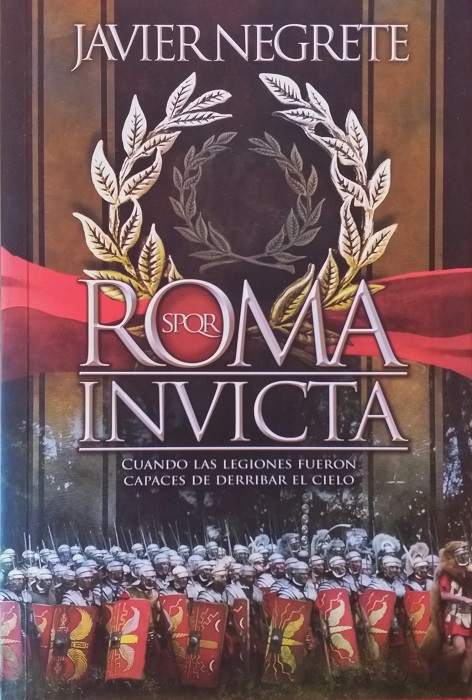 JAVIER NEGRETE
ROMA
SPQR
INVICTA
CUANDO LAS LEGIONES FUERON
CAPACES DE DERRIBAR EL CIELO